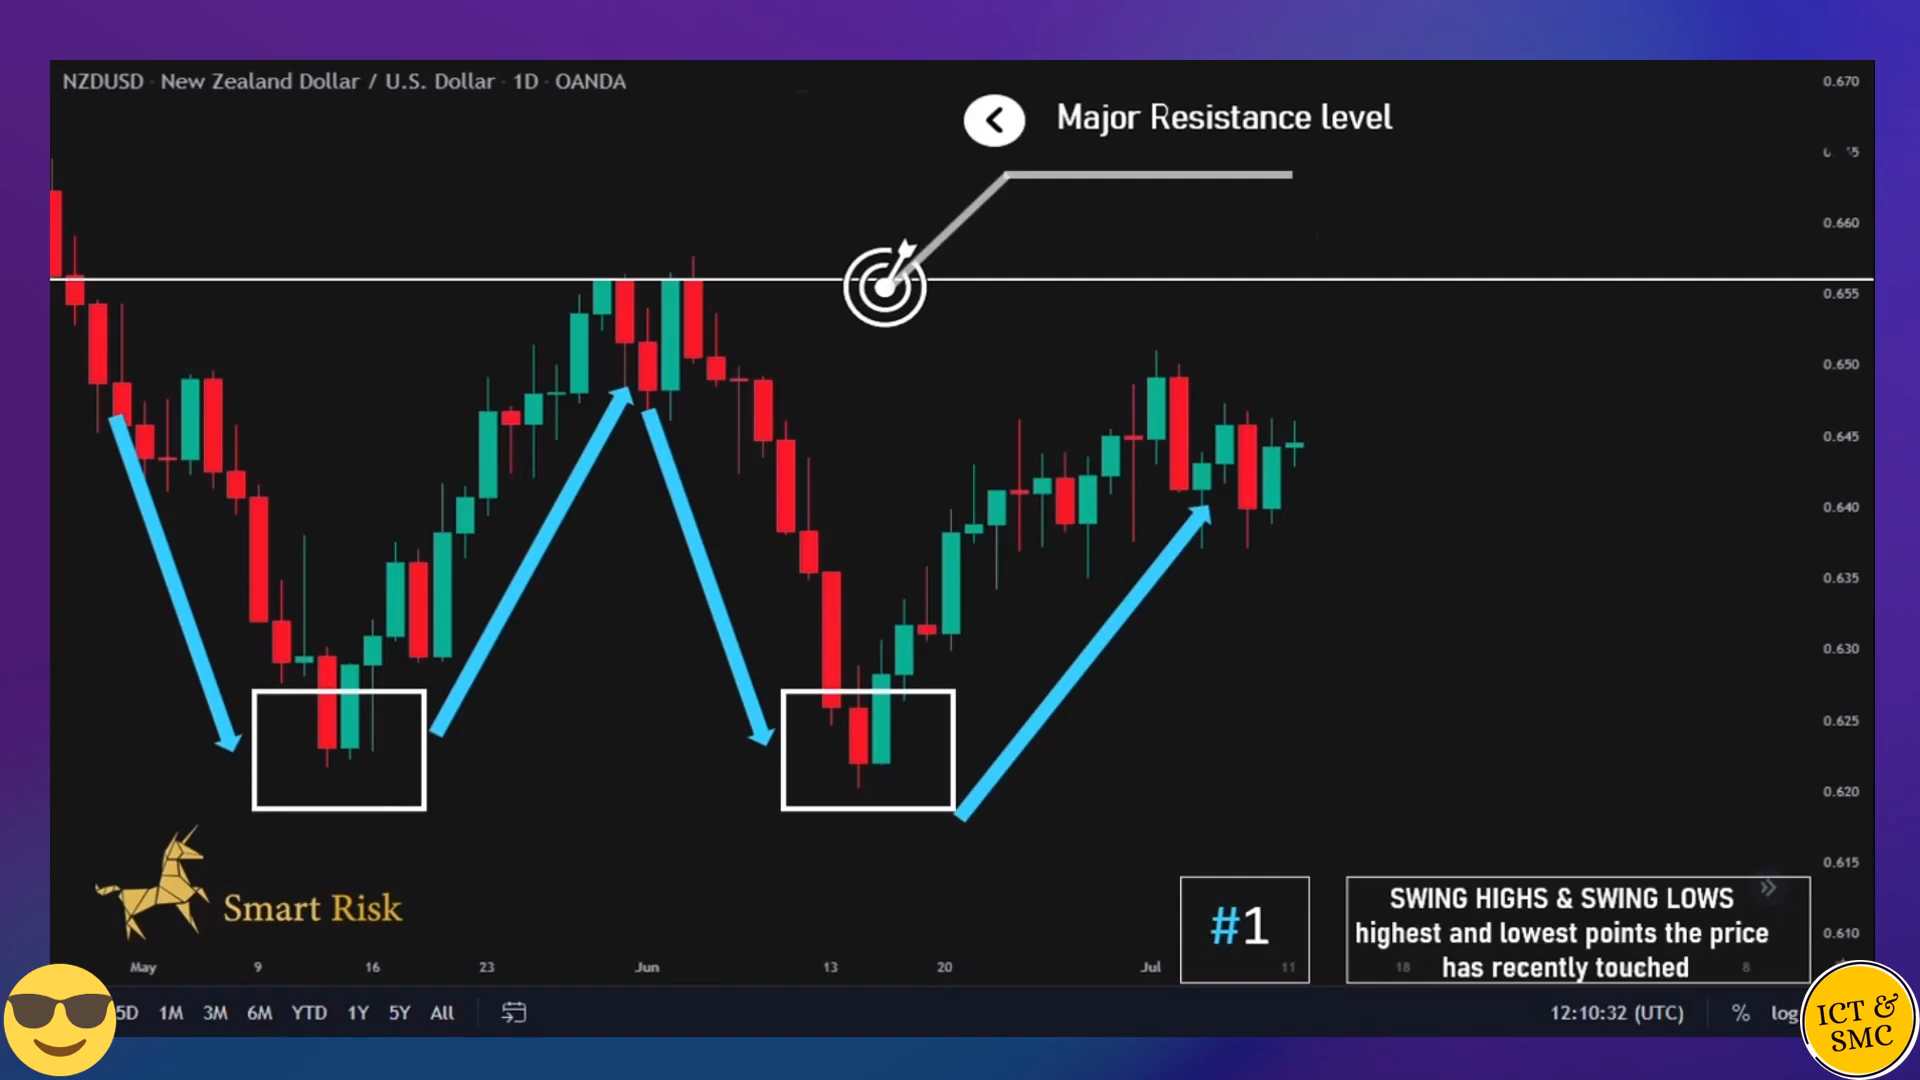 NZDUSD · New Zealand Dollar / U.S. Dollar · 1D · OANDA
Major Resistance level
0.670
0.660
0.655
0.650
0.645
0.640
0.635
0.630
0.625
0.620
0.615
0.610
Smart Risk
#1
SWING HIGHS & SWING LOWS
highest and lowest points the price
has recently touched
May 9 16 23 Jun 13 20 Jul 11 18 8
5D 1M 3M 6M YTD 1Y 5Y All
12:10:32 (UTC) % log
ICT &
SMC